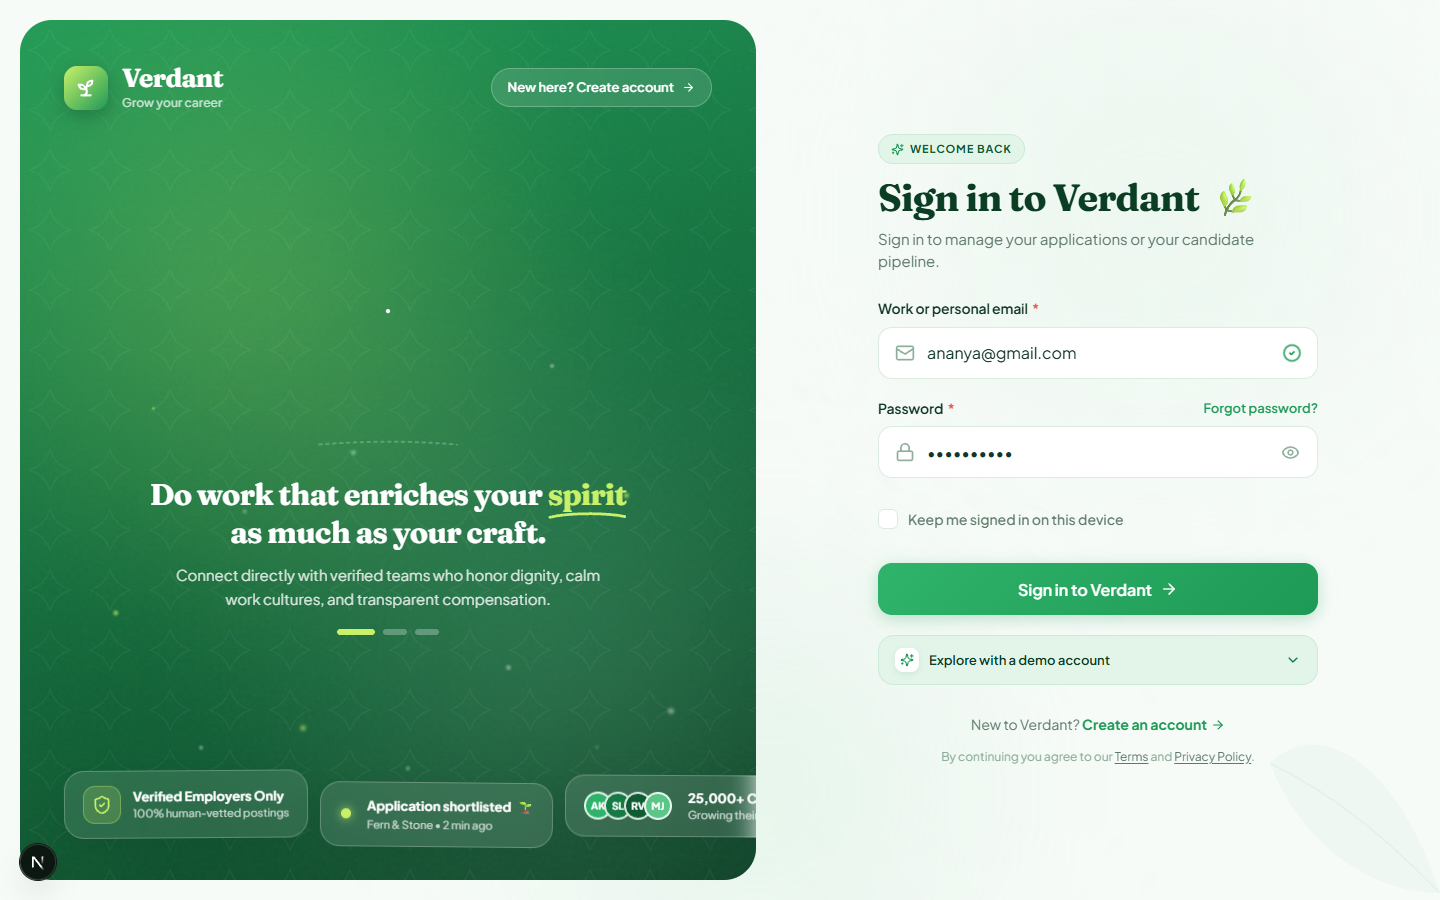 Verdant
Grow your career
New here? Create account →
Do work that enriches your spirit
as much as your craft.
Connect directly with verified teams who honor dignity, calm
work cultures, and transparent compensation.
Verified Employers Only
100% human-vetted postings
Application shortlisted
Fern & Stone • 2 min ago
AK SL RV MJ
25,000+
Growing
N
WELCOME BACK
Sign in to Verdant
Sign in to manage your applications or your candidate
pipeline.
Work or personal email *
ananya@gmail.com
Password *
Forgot password?
••••••••••
Keep me signed in on this device
Sign in to Verdant →
Explore with a demo account
New to Verdant? Create an account →
By continuing you agree to our Terms and Privacy Policy.